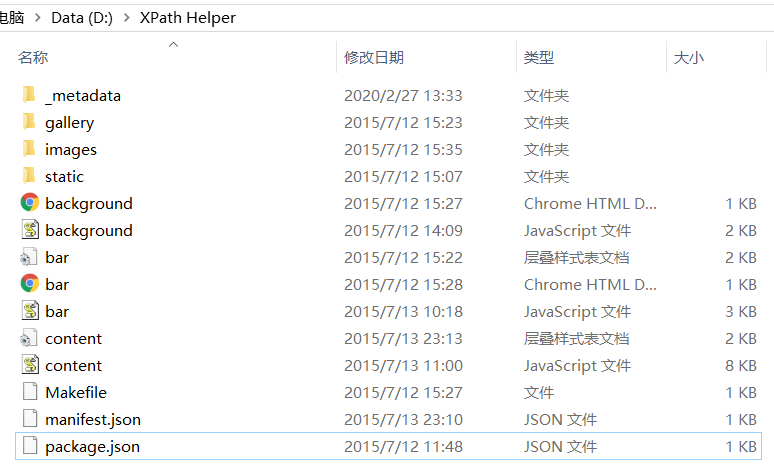 电脑 > Data (D:) > XPath Helper
名称 修改日期 类型 大小
_metadata 2020/2/27 13:33 文件夹
gallery 2015/7/12 15:23 文件夹
images 2015/7/12 15:35 文件夹
static 2015/7/12 15:07 文件夹
background 2015/7/12 15:27 Chrome HTML D... 1 KB
background 2015/7/12 14:09 JavaScript 文件 2 KB
bar 2015/7/12 15:22 层叠样式表文档 2 KB
bar 2015/7/12 15:28 Chrome HTML D... 1 KB
bar 2015/7/13 10:18 JavaScript 文件 3 KB
content 2015/7/13 23:13 层叠样式表文档 2 KB
content 2015/7/13 11:00 JavaScript 文件 8 KB
Makefile 2015/7/12 15:27 文件 1 KB
manifest.json 2015/7/13 23:10 JSON 文件 1 KB
package.json 2015/7/12 11:48 JSON 文件 1 KB